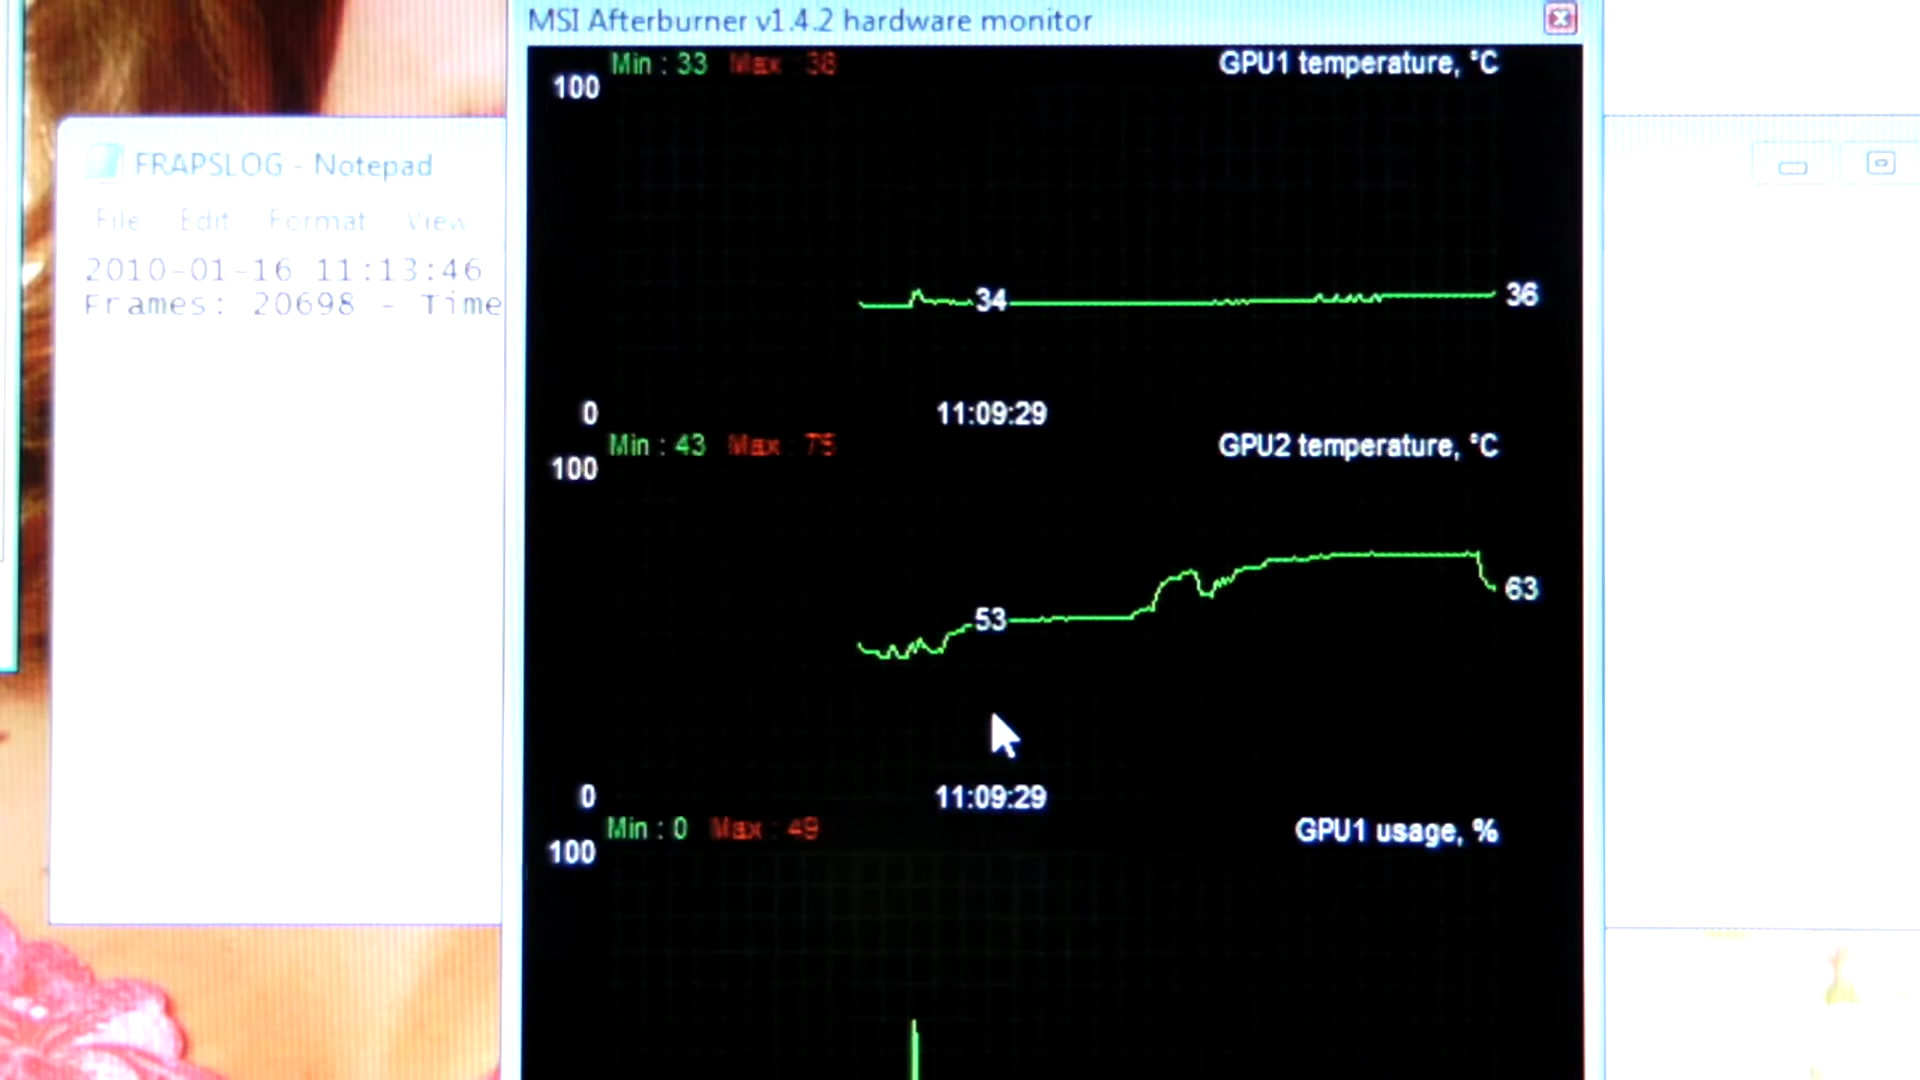 MSI Afterburner v1.4.2 hardware monitor
Min : 33 Max : 38 GPU1 temperature, °C
100
34
36
0
11:09:29
Min : 43 Max : 75 GPU2 temperature, °C
100
53
63
0
11:09:29
Min : 0 Max : 49 GPU1 usage, %
100
FRAPSLOG - Notepad
File Edit Format View
2010-01-16 11:13:46
Frames: 20698 - Time